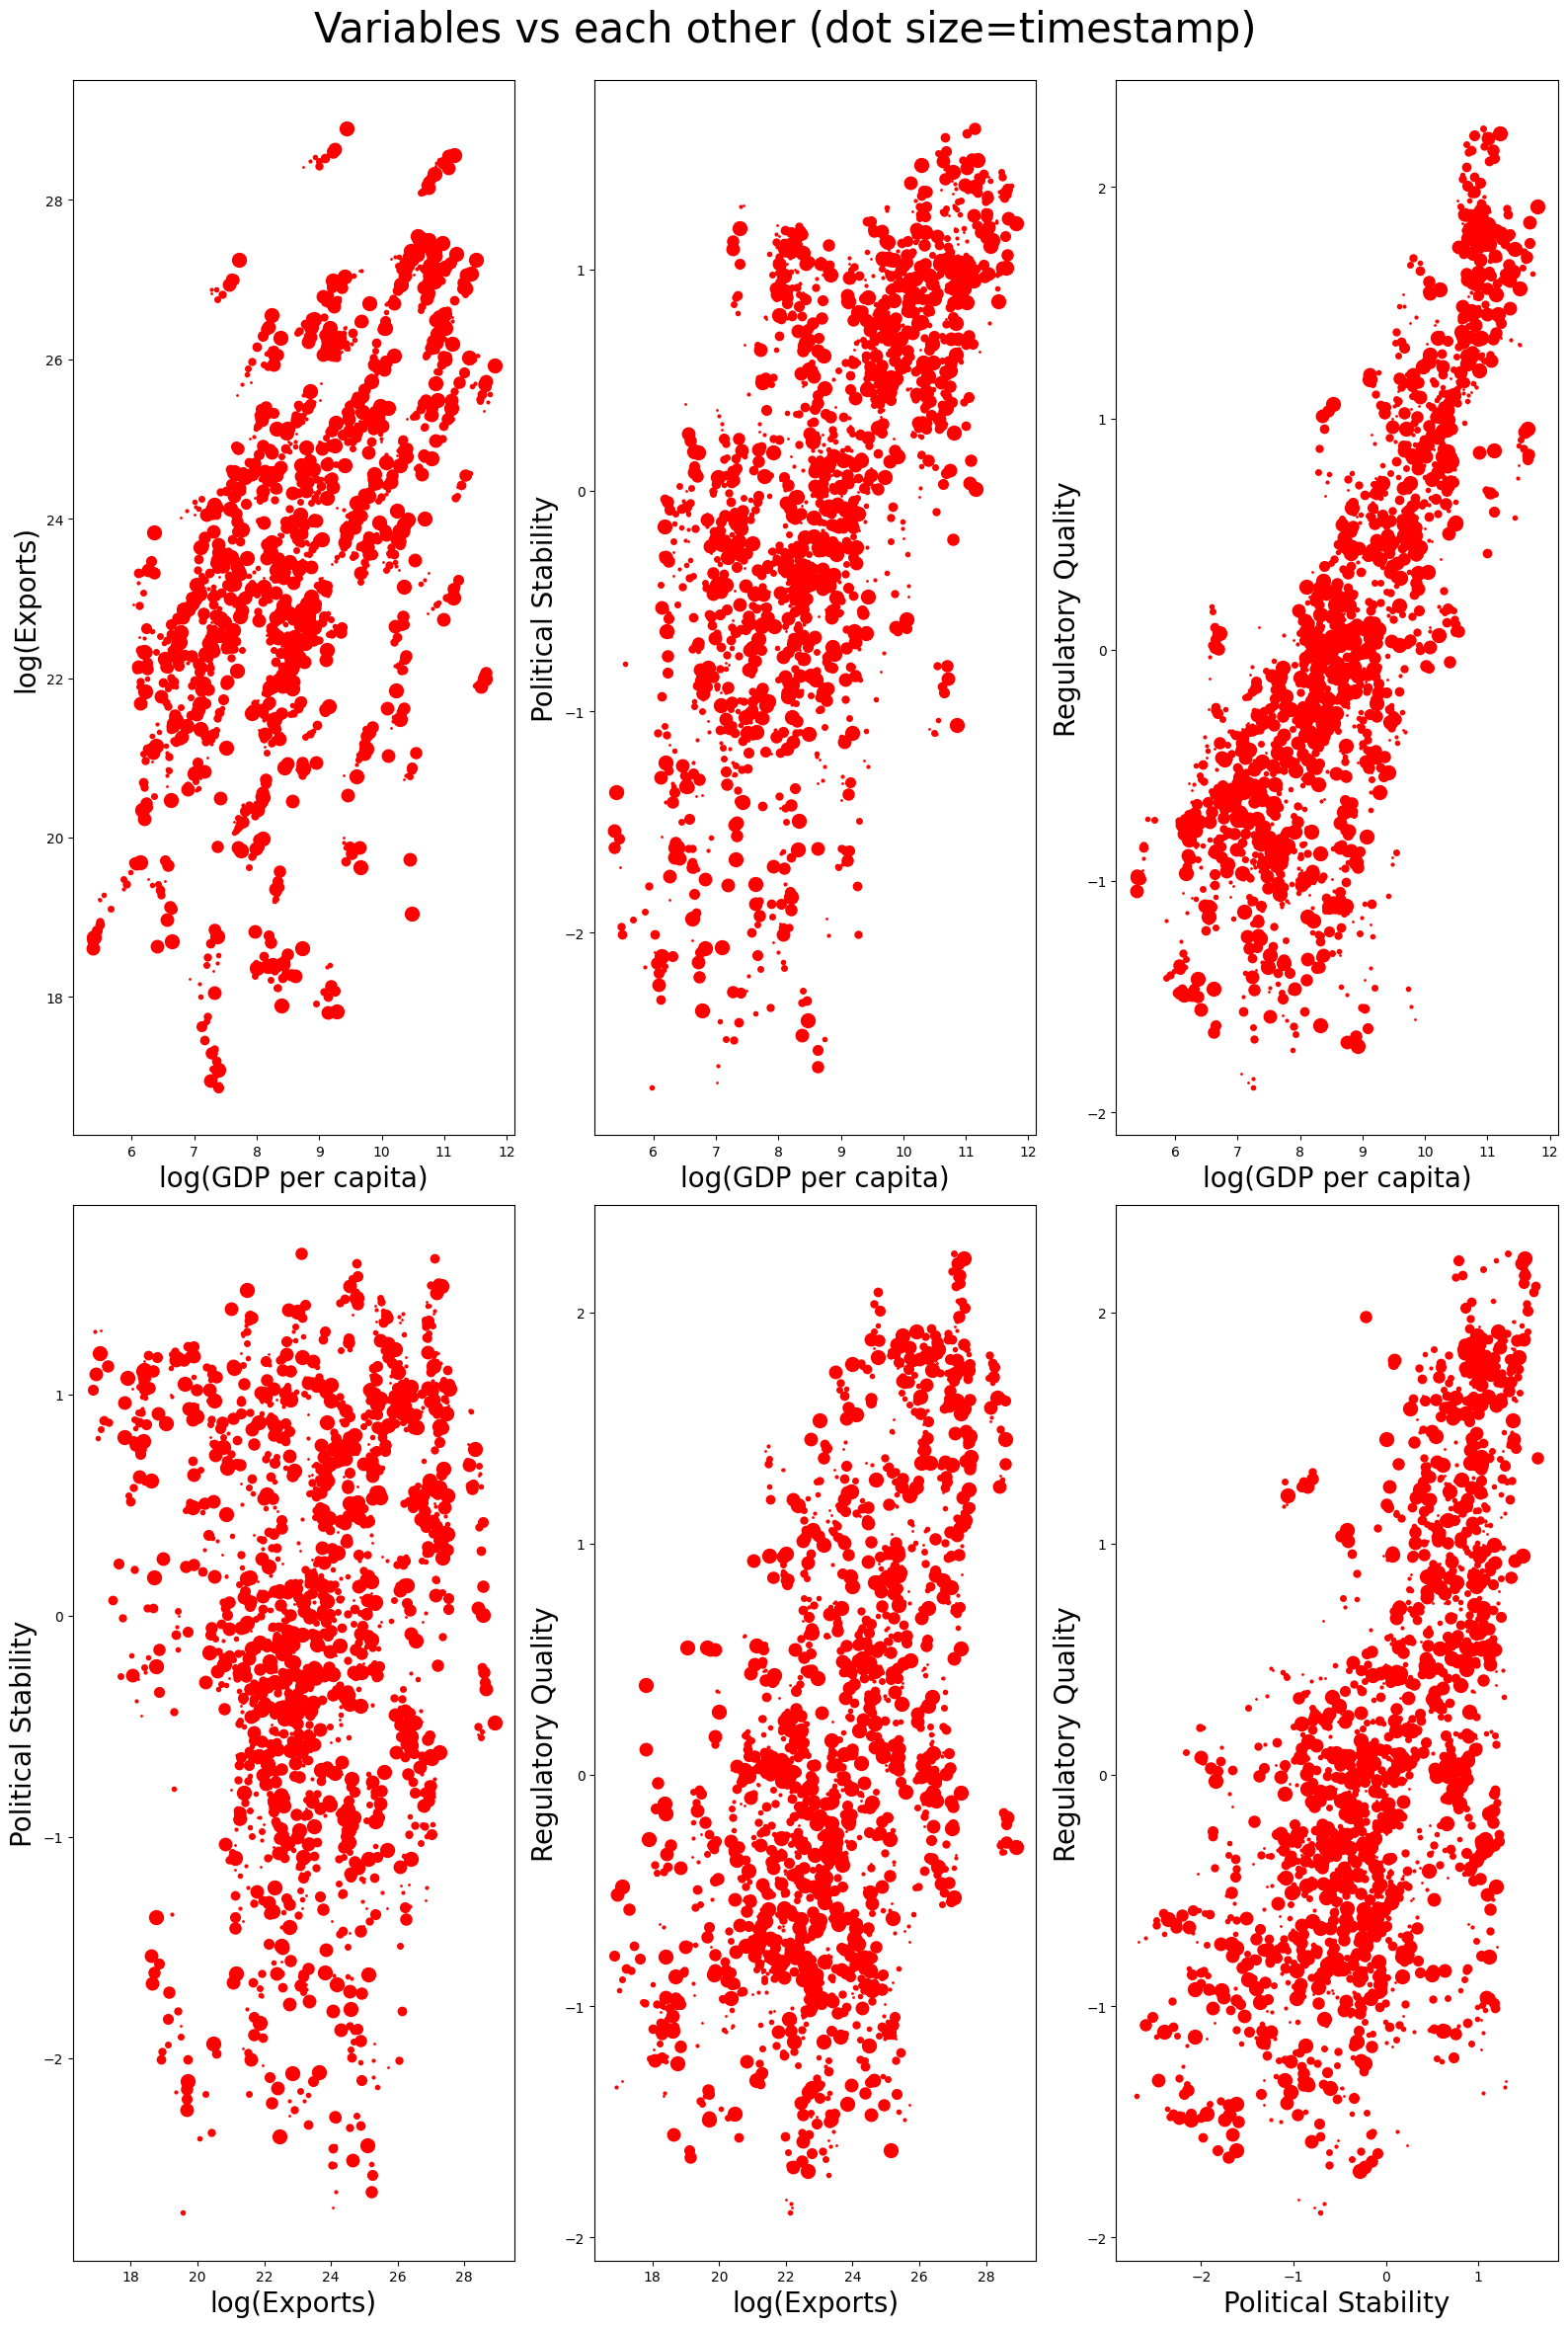 Variables vs each other (dot size=timestamp)
log(Exports)
28
26
24
22
20
18
6 7 8 9 10 11 12
log(GDP per capita)
Political Stability
1
0
−1
−2
6 7 8 9 10 11 12
log(GDP per capita)
Regulatory Quality
2
1
0
−1
−2
6 7 8 9 10 11 12
log(GDP per capita)
Political Stability
1
0
−1
−2
18 20 22 24 26 28
log(Exports)
Regulatory Quality
2
1
0
−1
−2
18 20 22 24 26 28
log(Exports)
Regulatory Quality
2
1
0
−1
−2
−2 −1 0 1
Political Stability